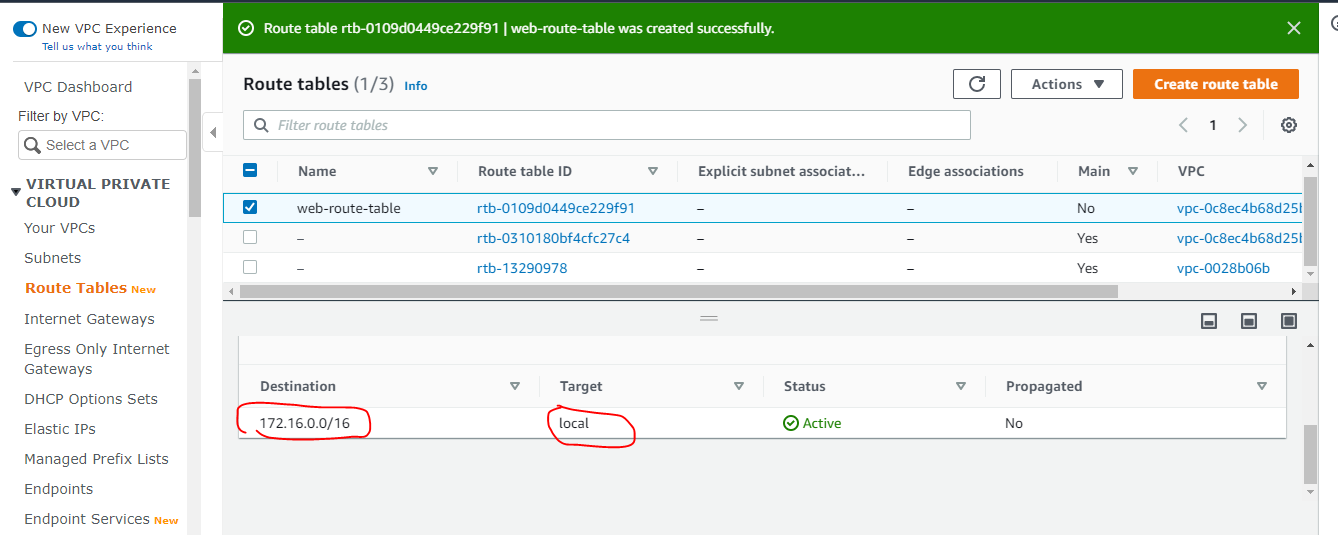 New VPC Experience
Tell us what you think
VPC Dashboard
Filter by VPC:
Select a VPC
VIRTUAL PRIVATE
CLOUD
Your VPCs
Subnets
Route Tables New
Internet Gateways
Egress Only Internet
Gateways
DHCP Options Sets
Elastic IPs
Managed Prefix Lists
Endpoints
Endpoint Services New
Route table rtb-0109d0449ce229f91 | web-route-table was created successfully.
Route tables (1/3) Info
Actions
Create route table
Filter route tables
1
Name Route table ID Explicit subnet associat... Edge associations Main VPC
web-route-table rtb-0109d0449ce229f91 – – No vpc-0c8ec4b68d25
– rtb-0310180bf4cfc27c4 – – Yes vpc-0c8ec4b68d25
– rtb-13290978 – – Yes vpc-0028b06b
Destination Target Status Propagated
172.16.0.0/16 local Active No